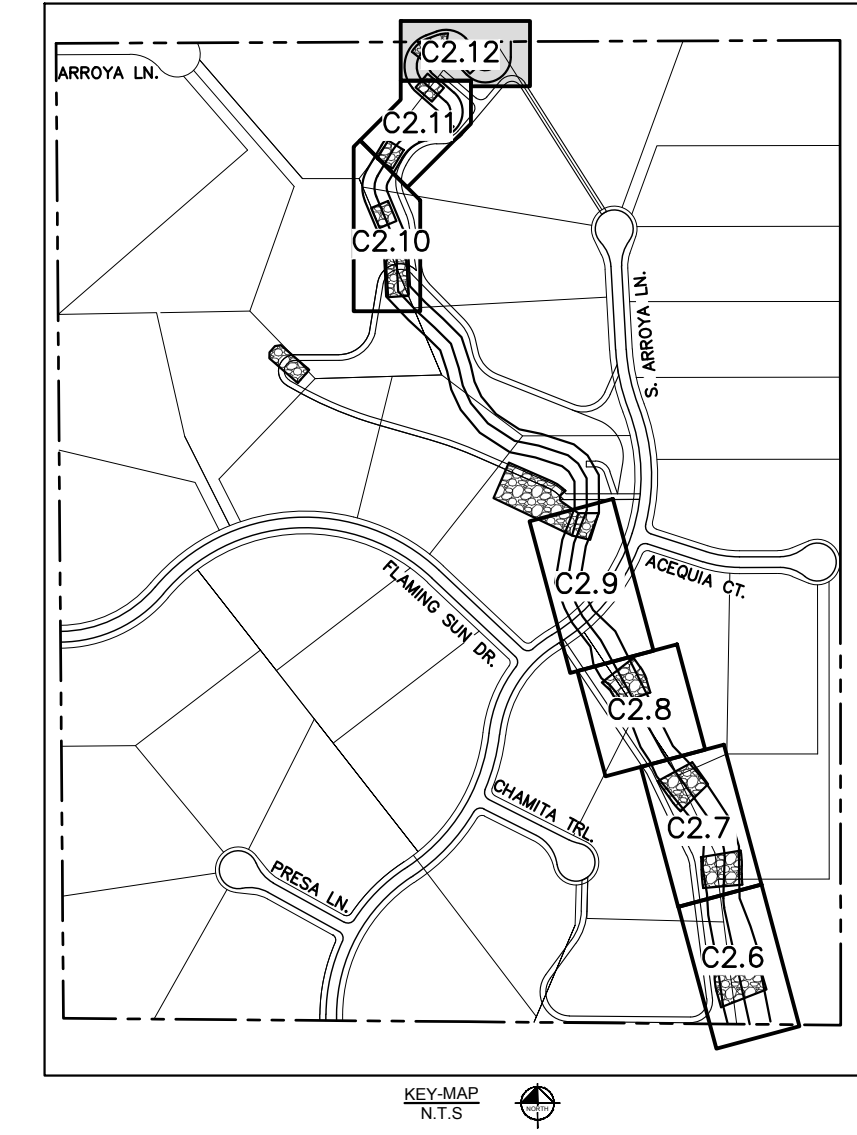 C2.12
ARROYA LN.
C2.11
C2.10
S. ARROYA LN.
C2.9
ACEQUIA CT.
FLAMING SUN DR.
C2.8
CHAMITA TRL.
C2.7
PRESA LN.
C2.6
KEY-MAP
N.T.S
NORTH